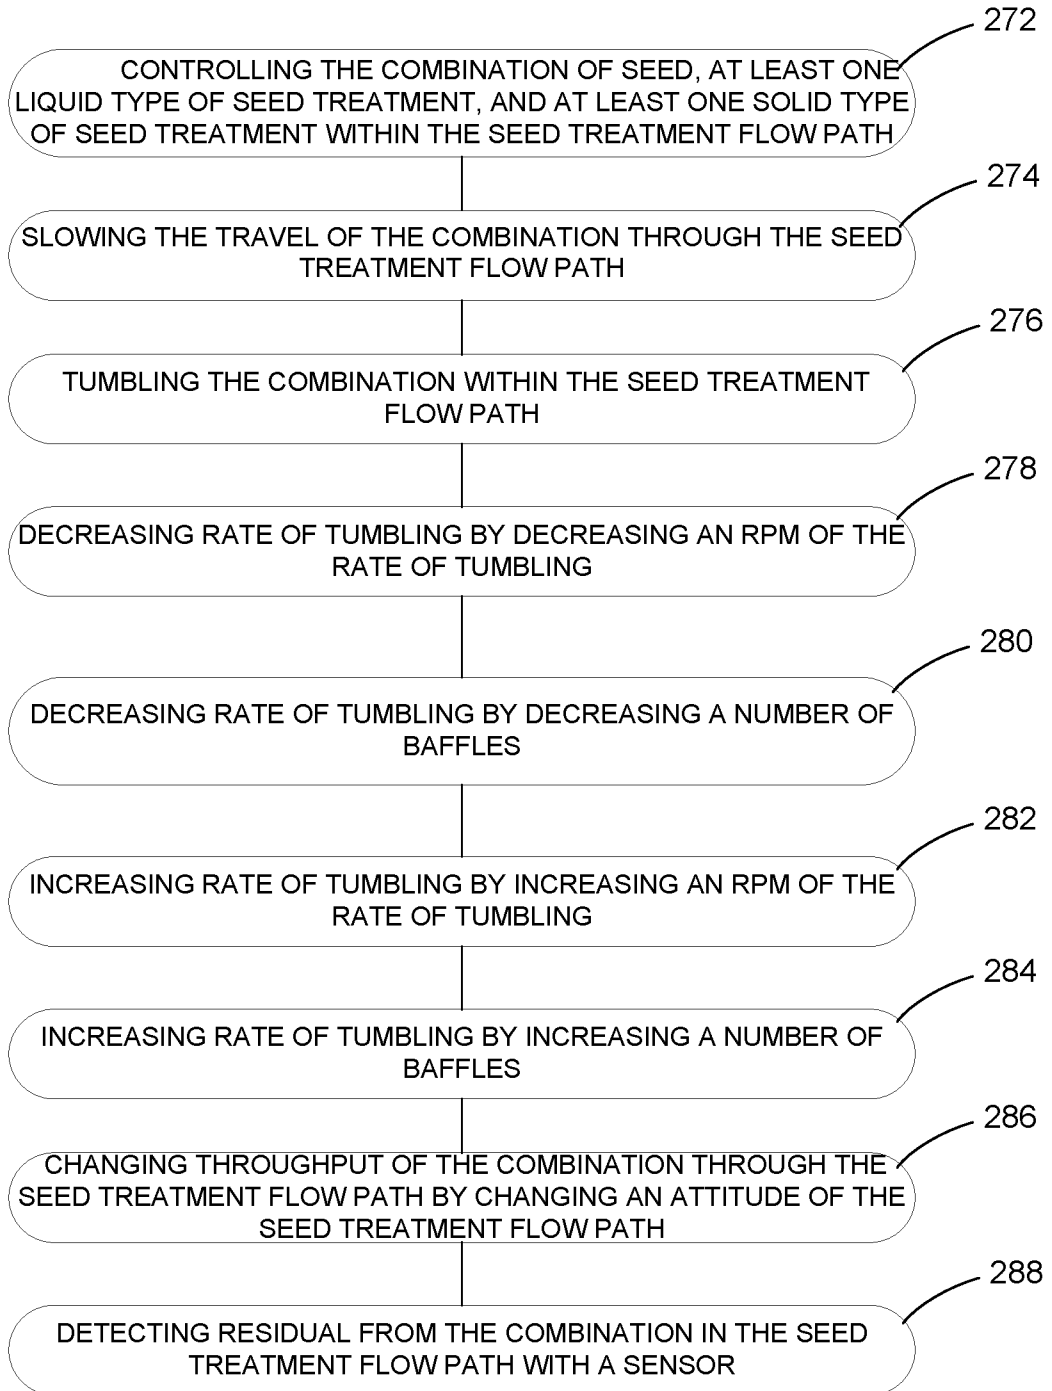 272
CONTROLLING THE COMBINATION OF SEED, AT LEAST ONE
LIQUID TYPE OF SEED TREATMENT, AND AT LEAST ONE SOLID TYPE
OF SEED TREATMENT WITHIN THE SEED TREATMENT FLOW PATH
274
SLOWING THE TRAVEL OF THE COMBINATION THROUGH THE SEED
TREATMENT FLOW PATH
276
TUMBLING THE COMBINATION WITHIN THE SEED TREATMENT
FLOW PATH
278
DECREASING RATE OF TUMBLING BY DECREASING AN RPM OF THE
RATE OF TUMBLING
280
DECREASING RATE OF TUMBLING BY DECREASING A NUMBER OF
BAFFLES
282
INCREASING RATE OF TUMBLING BY INCREASING AN RPM OF THE
RATE OF TUMBLING
284
INCREASING RATE OF TUMBLING BY INCREASING A NUMBER OF
BAFFLES
286
CHANGING THROUGHPUT OF THE COMBINATION THROUGH THE
SEED TREATMENT FLOW PATH BY CHANGING AN ATTITUDE OF THE
SEED TREATMENT FLOW PATH
288
DETECTING RESIDUAL FROM THE COMBINATION IN THE SEED
TREATMENT FLOW PATH WITH A SENSOR